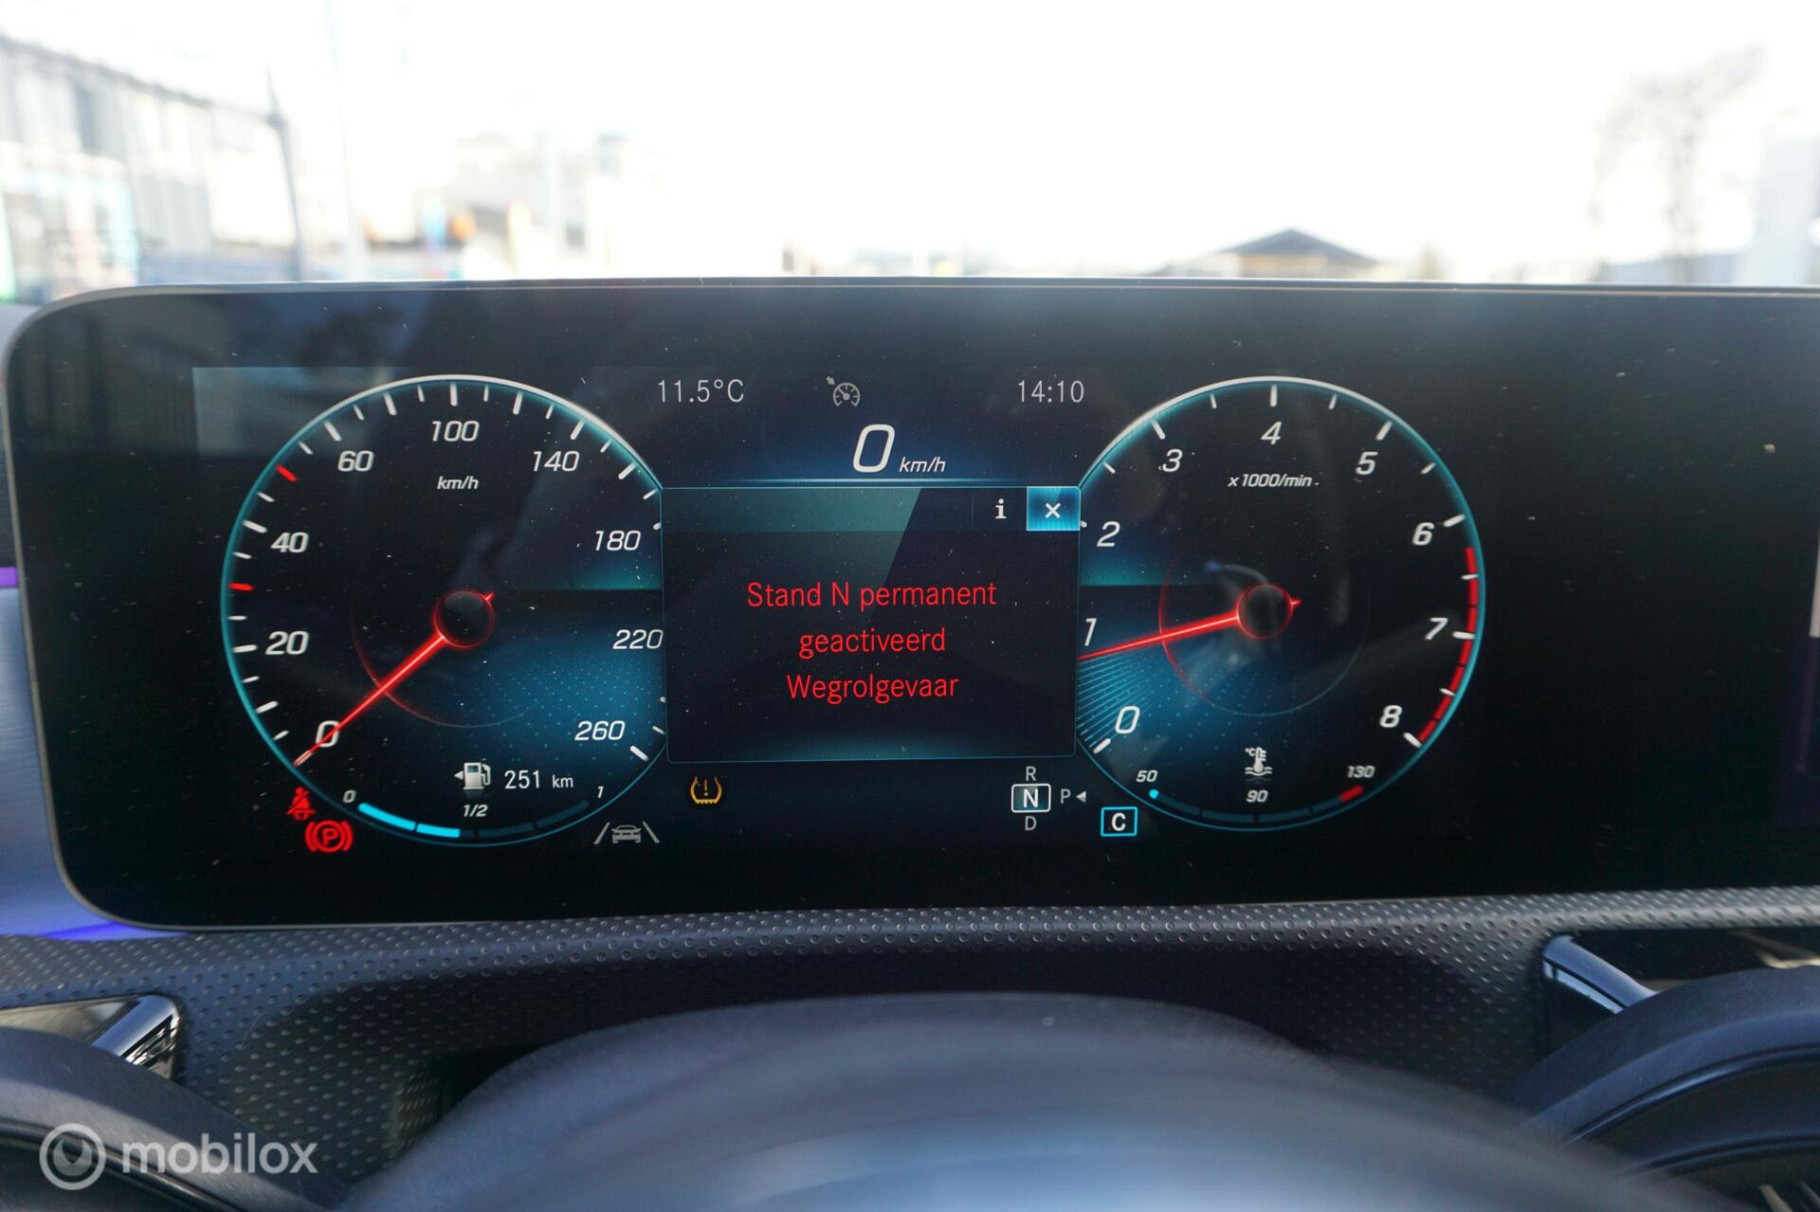 11.5°C
14:10
0 km/h
100
60
140
km/h
40
180
20
220
0
260
251 km
0
1/2
1
i
×
Stand N permanent
geactiveerd
Wegrolgevaar
4
3
5
x1000/min
2
6
1
7
0
8
R
N P
D
C
°C
50
90
130
P
mobilox